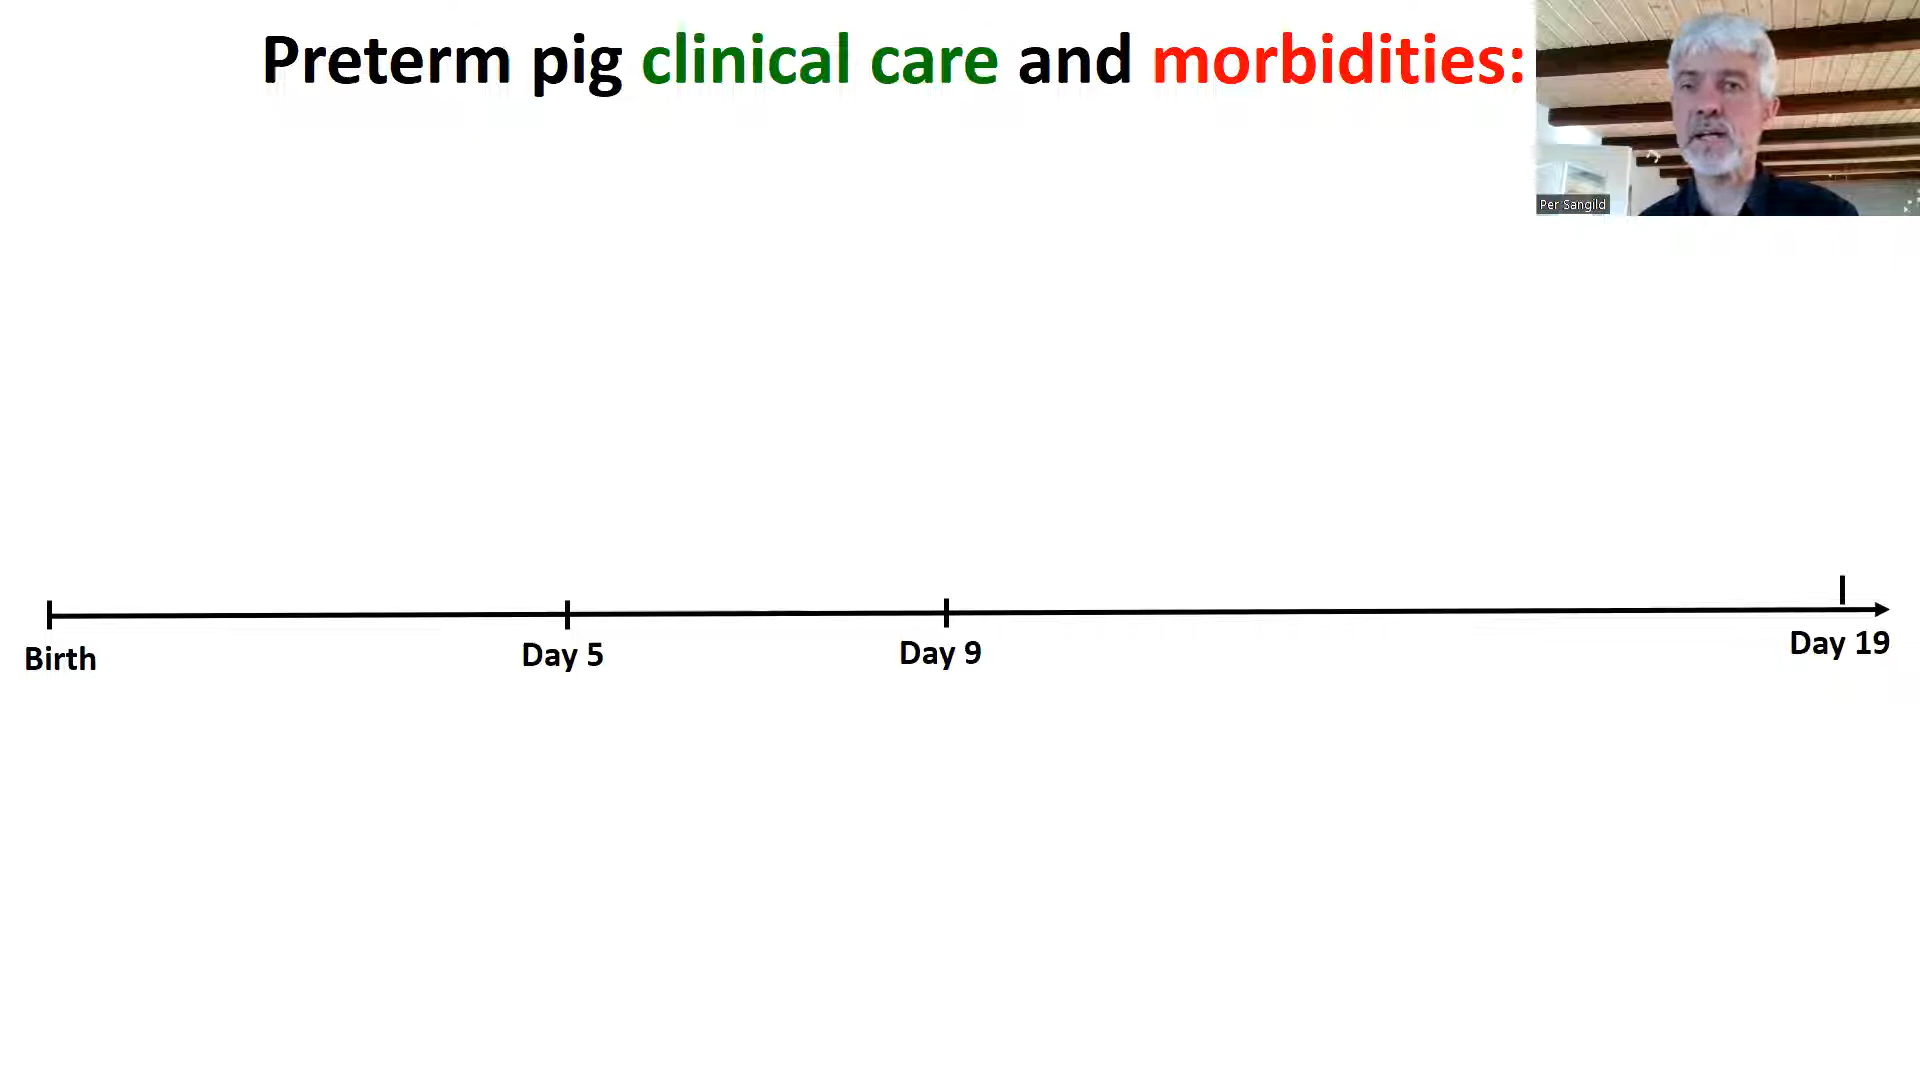 Preterm pig clinical care and morbidities:
Per Sangild
Birth
Day 5
Day 9
Day 19